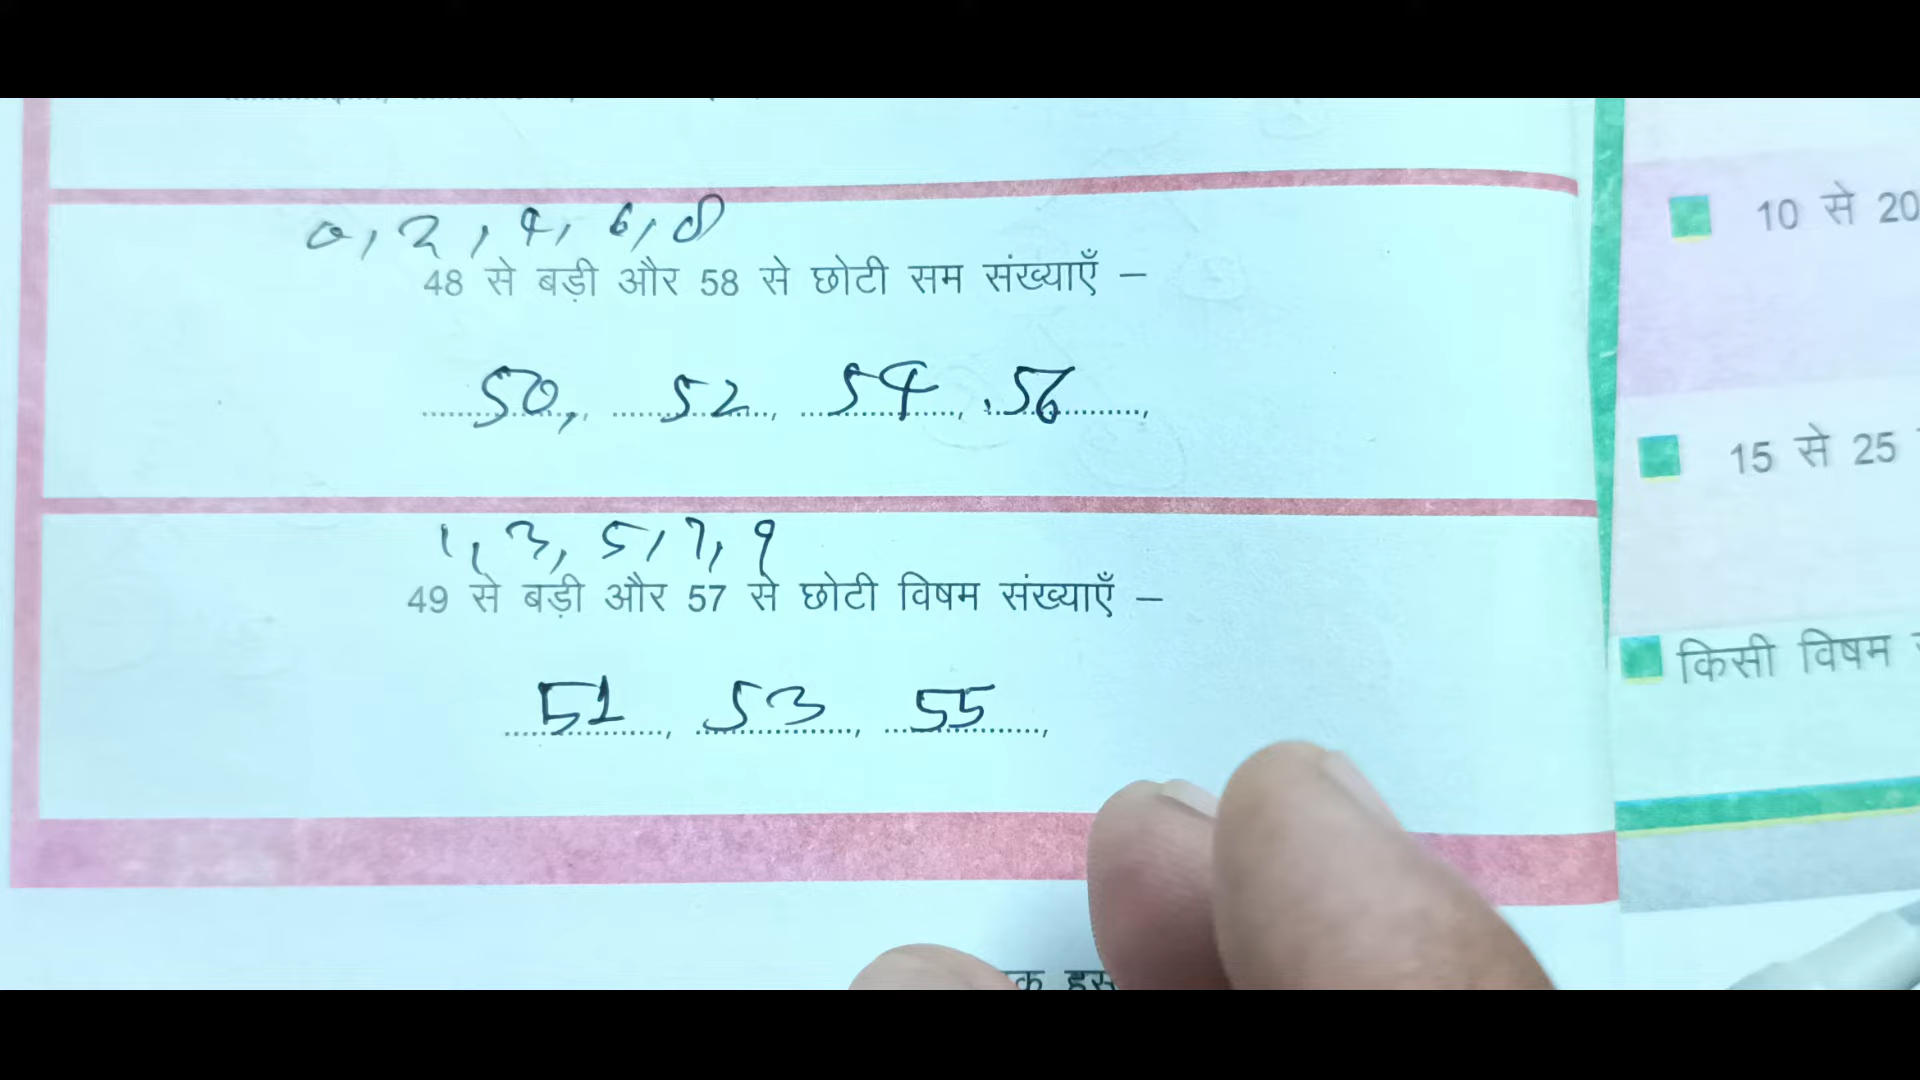 0, 2, 4, 6, 8
48 से बड़ी और 58 से छोटी सम संख्याएँ –
50, 52, 54, 56,
1, 3, 5, 7, 9
49 से बड़ी और 57 से छोटी विषम संख्याएँ –
51, 53, 55,
10 से 20
15 से 25
किसी विषम